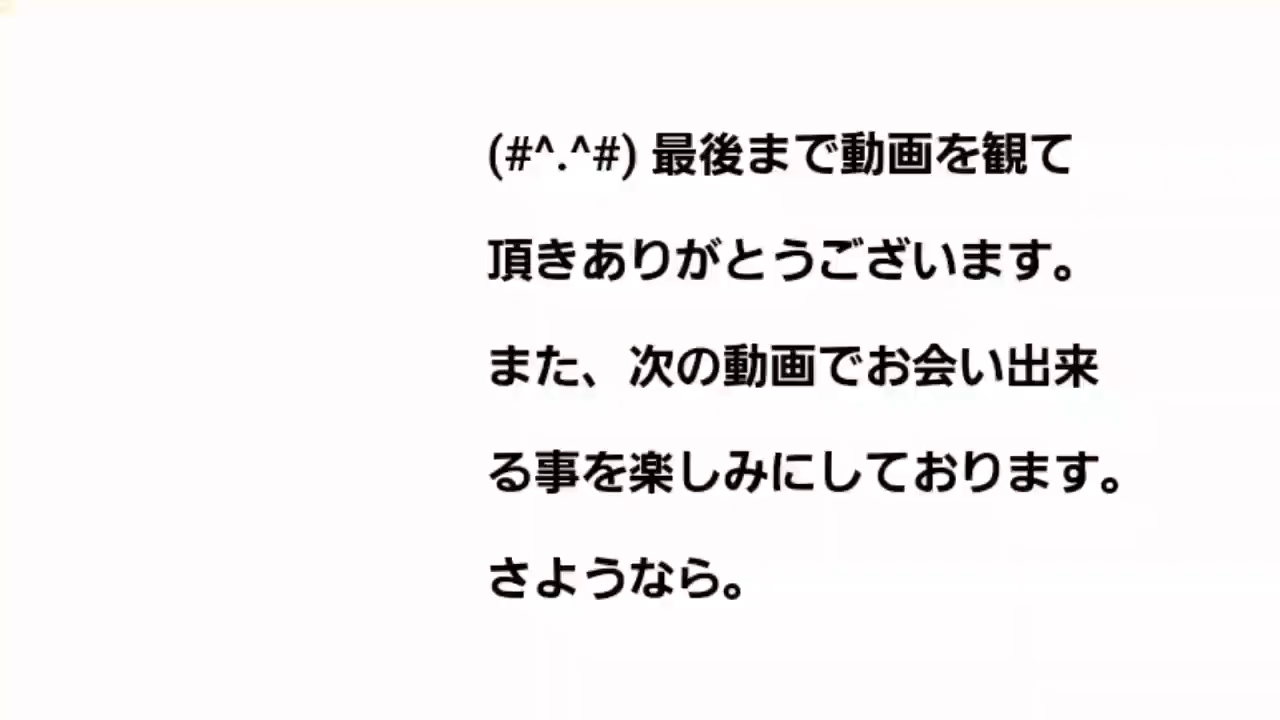 (#^.^#) 最後まで動画を観て
頂きありがとうございます。
また、次の動画でお会い出来
る事を楽しみにしております。
さようなら。